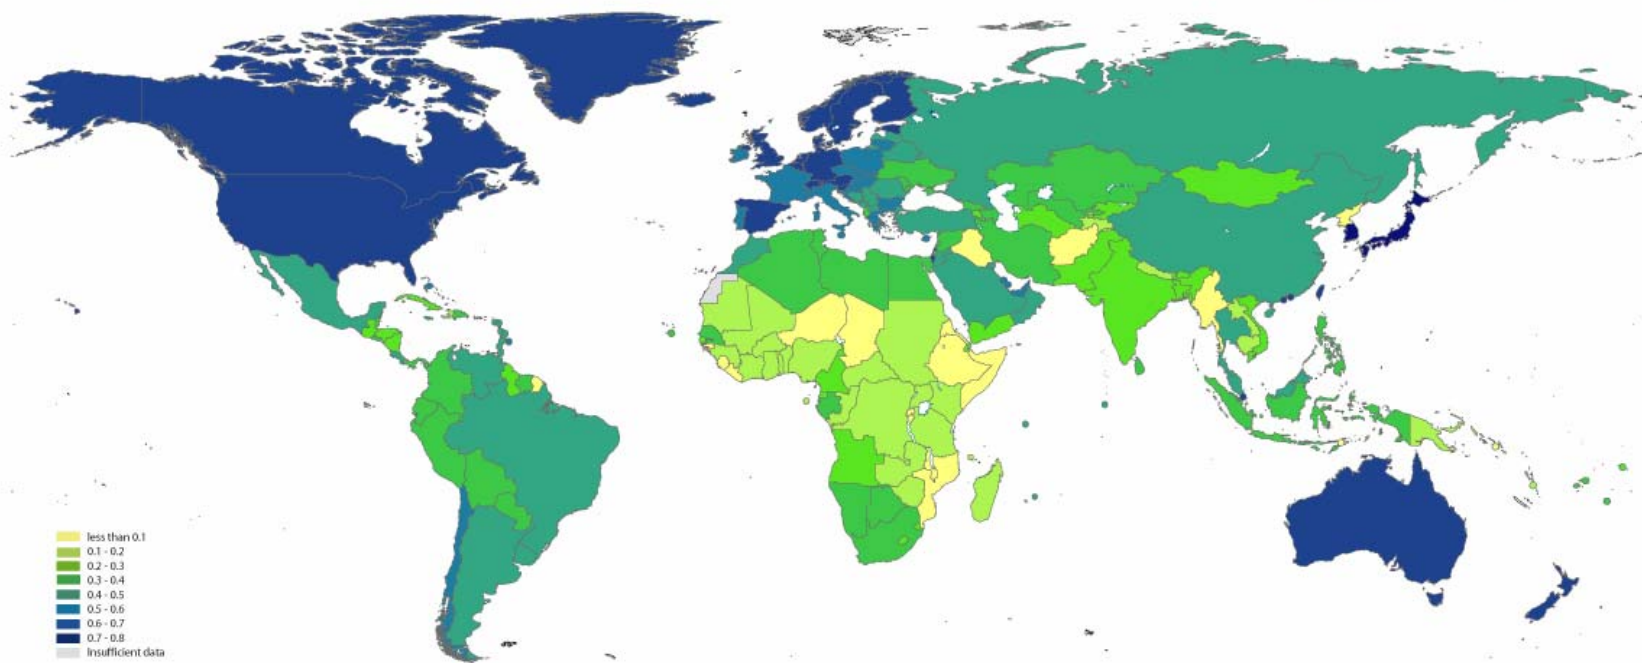 less than 0.1
0.1 - 0.2
0.2 - 0.3
0.3 - 0.4
0.4 - 0.5
0.5 - 0.6
0.6 - 0.7
0.7 - 0.8
Insufficient data